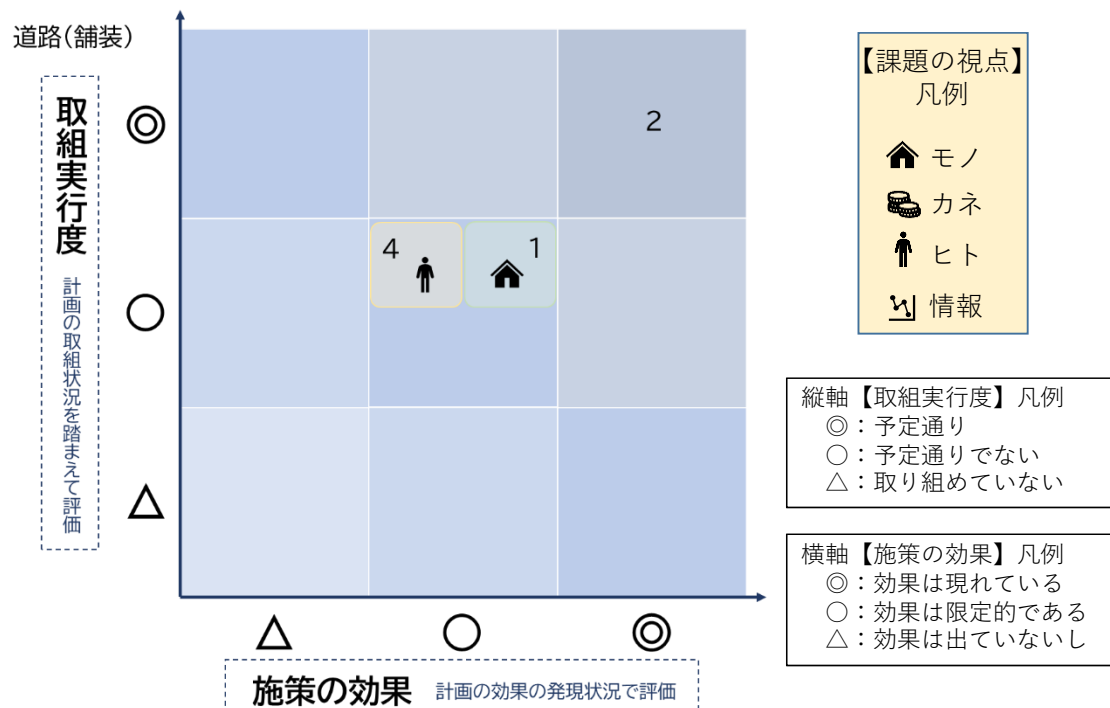 道路(舗装)
取組実行度
計画の取組状況を踏まえて評価
◎
○
△
2
4
1
△
○
◎
施策の効果 計画の効果の発現状況で評価
【課題の視点】
凡例
モノ
カネ
ヒト
情報
縦軸【取組実行度】凡例
◎：予定通り
○：予定通りでない
△：取り組めていない
横軸【施策の効果】凡例
◎：効果は現れている
○：効果は限定的である
△：効果は出ていないし